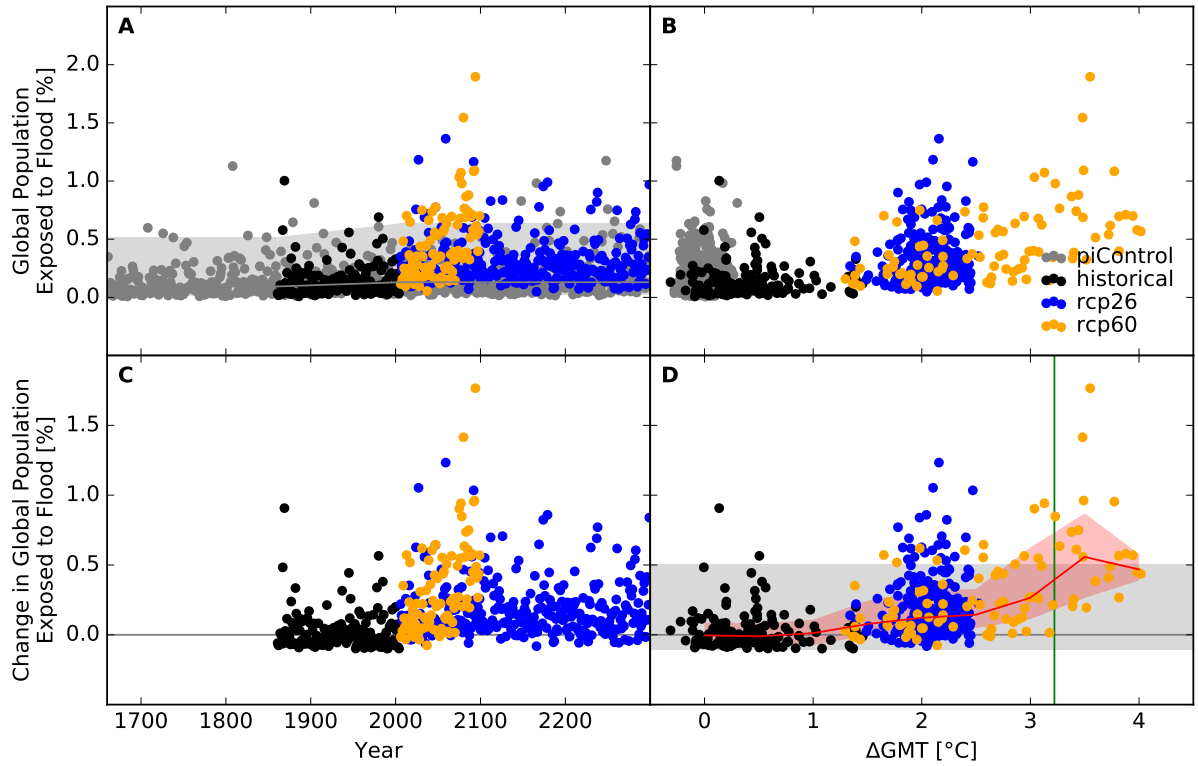 A
B
Global Population
Exposed to Flood [%]
2.0
1.5
1.0
0.5
0.0
piControl
historical
rcp26
rcp60
C
D
Change in Global Population
Exposed to Flood [%]
1.5
1.0
0.5
0.0
1700 1800 1900 2000 2100 2200
0 1 2 3 4
Year
ΔGMT [°C]